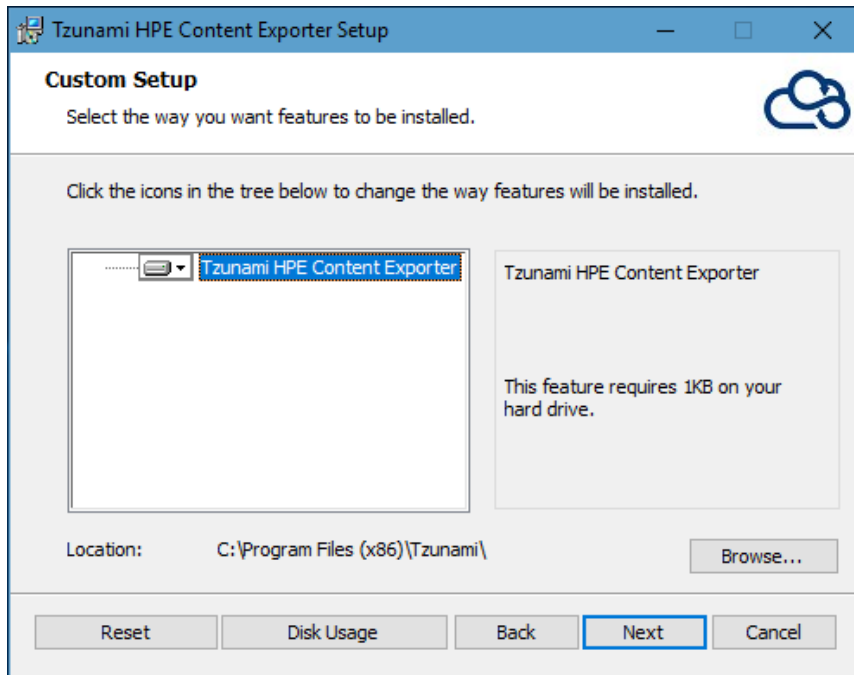 Tzunami HPE Content Exporter Setup
Custom Setup
Select the way you want features to be installed.
Click the icons in the tree below to change the way features will be installed.
Tzunami HPE Content Exporter
Tzunami HPE Content Exporter
This feature requires 1KB on your
hard drive.
Location: C:\Program Files (x86)\Tzunami\
Browse...
Reset Disk Usage Back Next Cancel